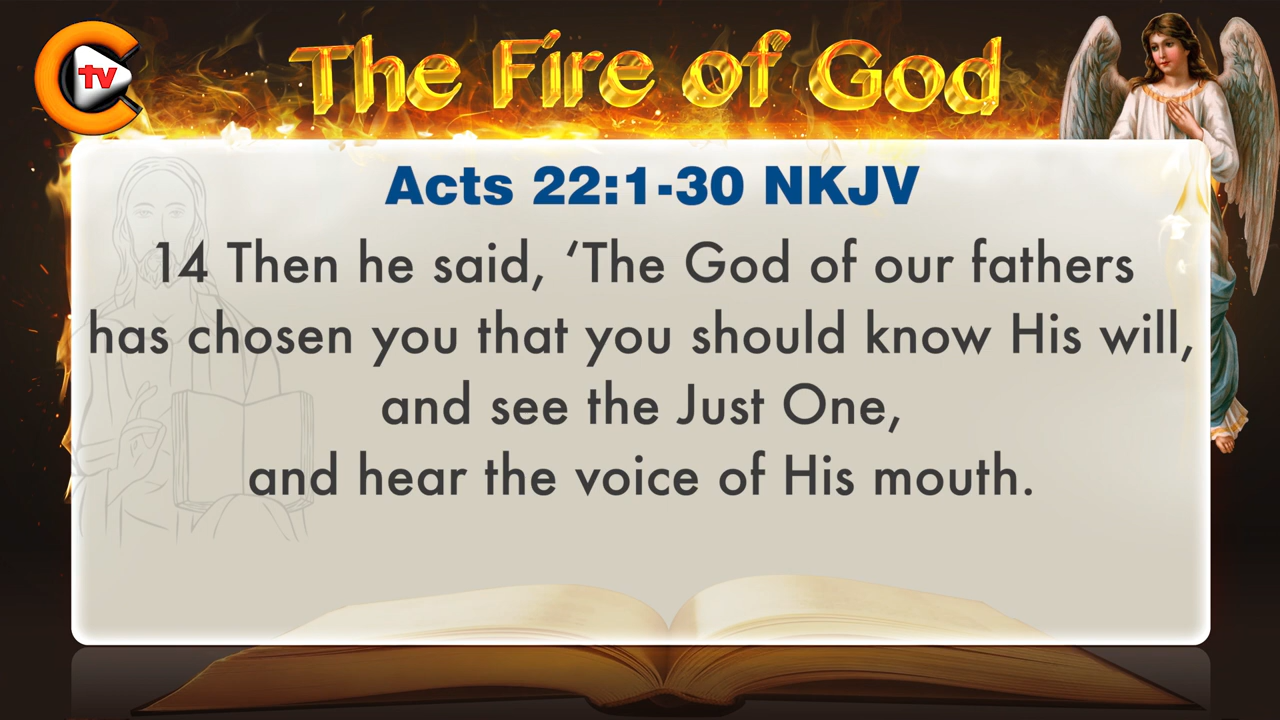 tv
The Fire of God
Acts 22:1-30 NKJV
14 Then he said, ‘The God of our fathers
has chosen you that you should know His will,
and see the Just One,
and hear the voice of His mouth.